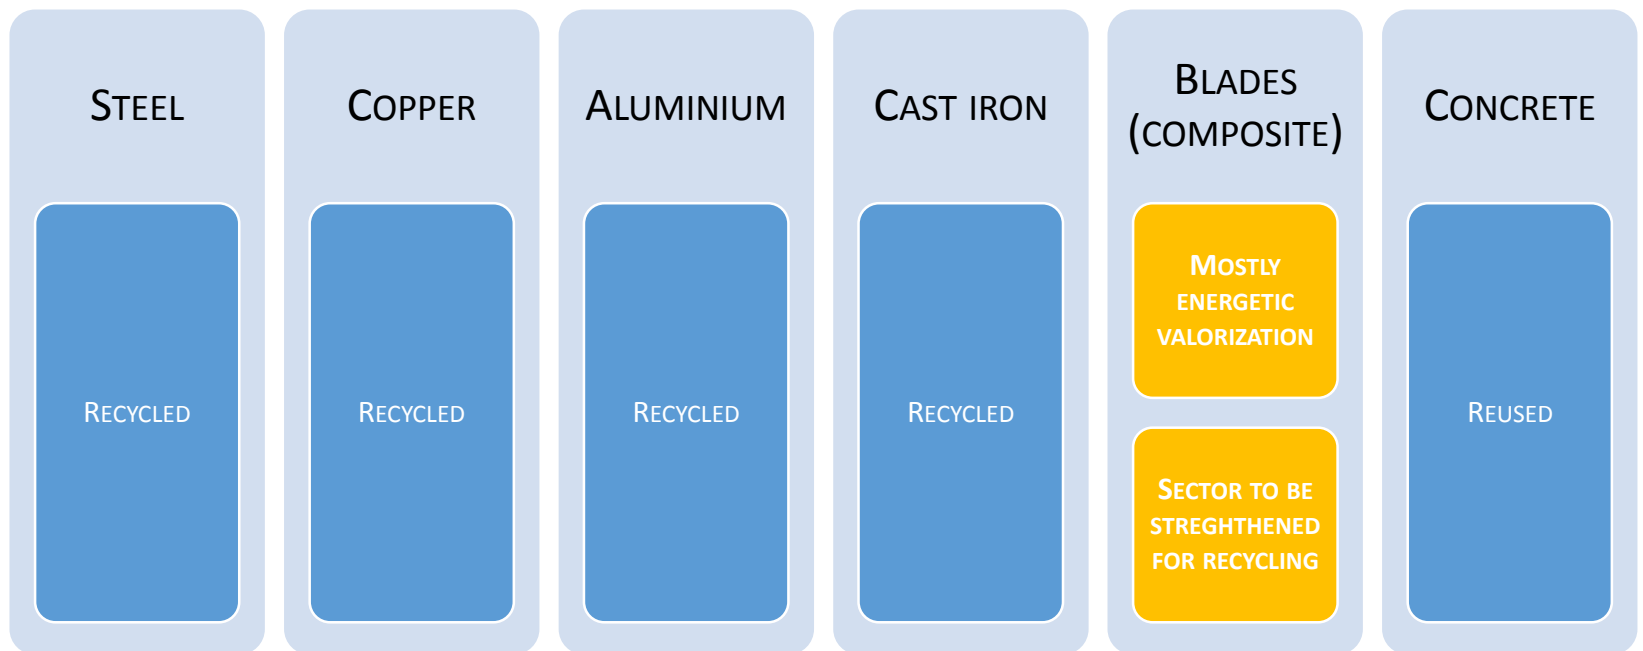 STEEL
RECYCLED
COPPER
RECYCLED
ALUMINIUM
RECYCLED
CAST IRON
RECYCLED
BLADES
(COMPOSITE)
MOSTLY
ENERGETIC
VALORIZATION
SECTOR TO BE
STREGHTHENED
FOR RECYCLING
CONCRETE
REUSED